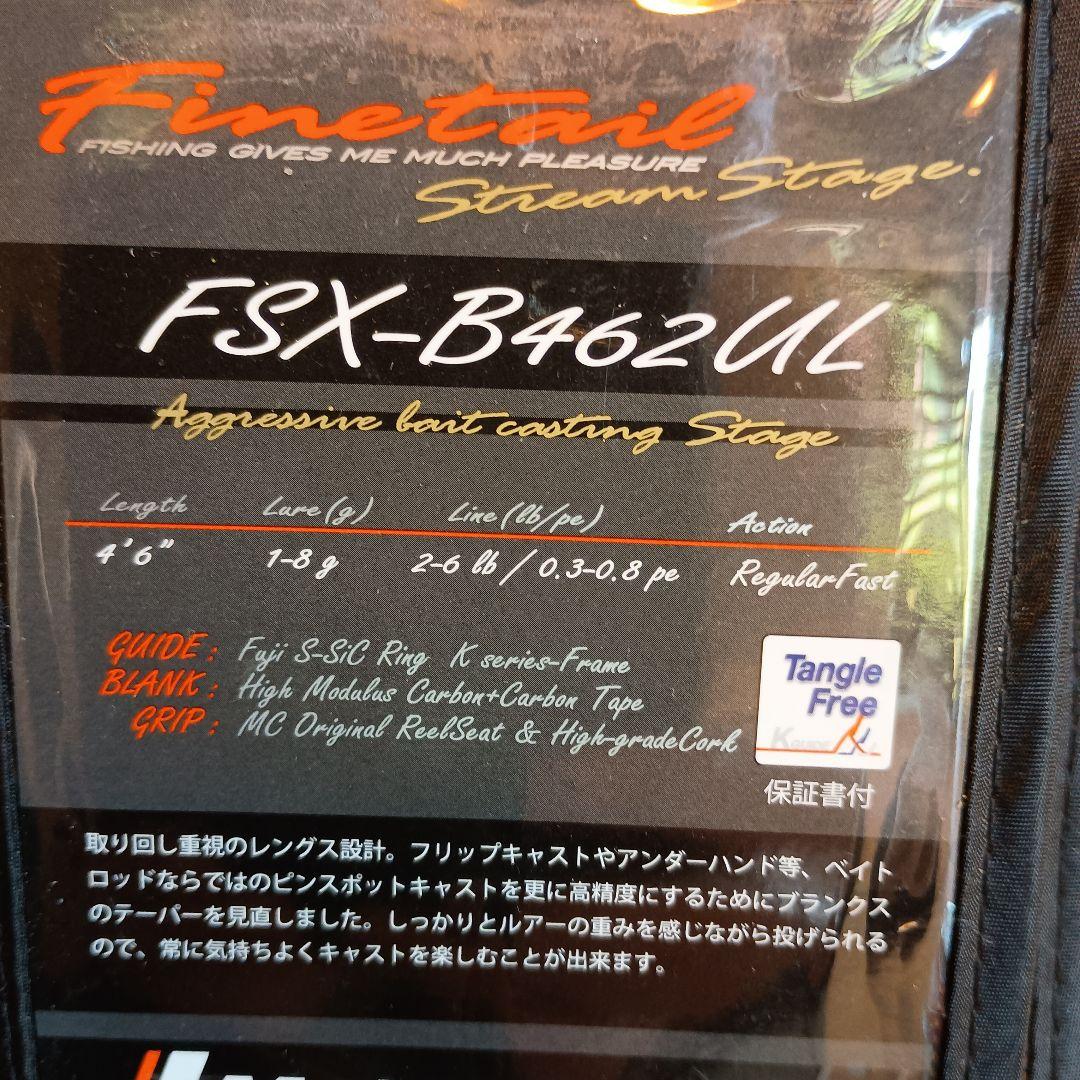 Finetail
FISHING GIVES ME MUCH PLEASURE
Stream Stage.
FSX-B462UL
Aggressive bait casting Stage
Length Lure(g) Line(lb/pe) Action
4'6" 1-8 g 2-6 lb / 0.3-0.8 pe RegularFast
GUIDE : Fuji S-SiC Ring K series-Frame
BLANK : High Modulus Carbon+Carbon Tape
GRIP : MC Original ReelSeat & High-gradeCork
Tangle
Free
保証書付
取り回し重視のレングス設計。フリップキャストやアンダーハンド等、ベイト
ロッドならではのピンスポットキャストを更に高精度にするためにブランクス
のテーパーを見直しました。しっかりとルアーの重みを感じながら投げられる
ので、常に気持ちよくキャストを楽しむことが出来ます。